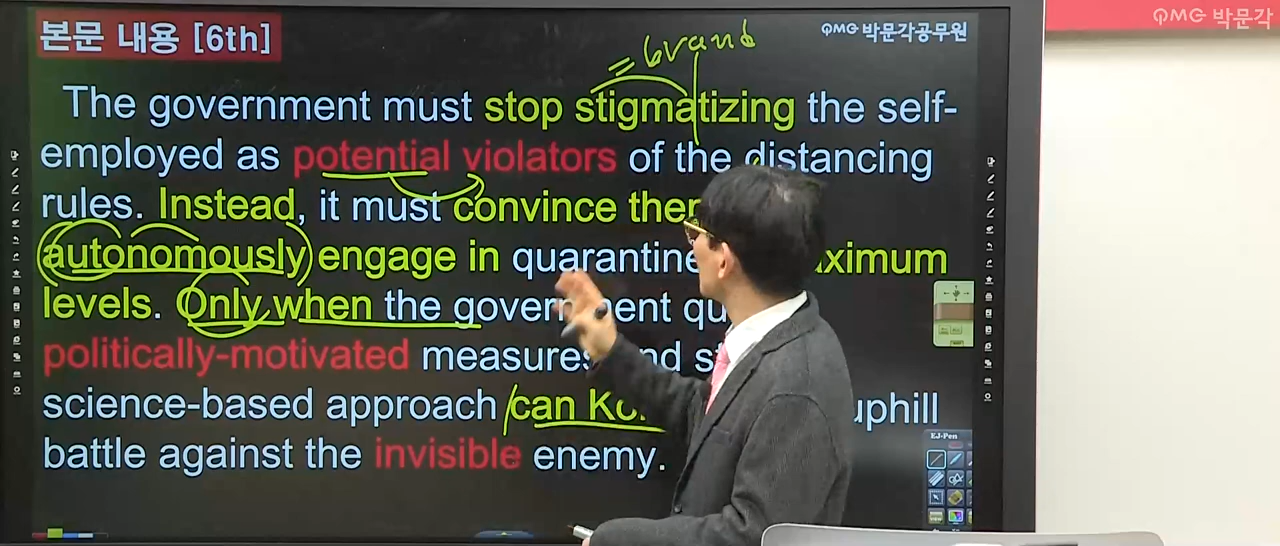 본문 내용 [6th]
= brand
PMG 박문각공무원
PMG 박문각
The government must stop stigmatizing the self-
employed as potential violators of the distancing
rules. Instead, it must convince
autonomously engage in quarantine
levels. Only when the government
politically-motivated measures
science-based approach can uphill
battle against the invisible enemy.
EJ-Pen